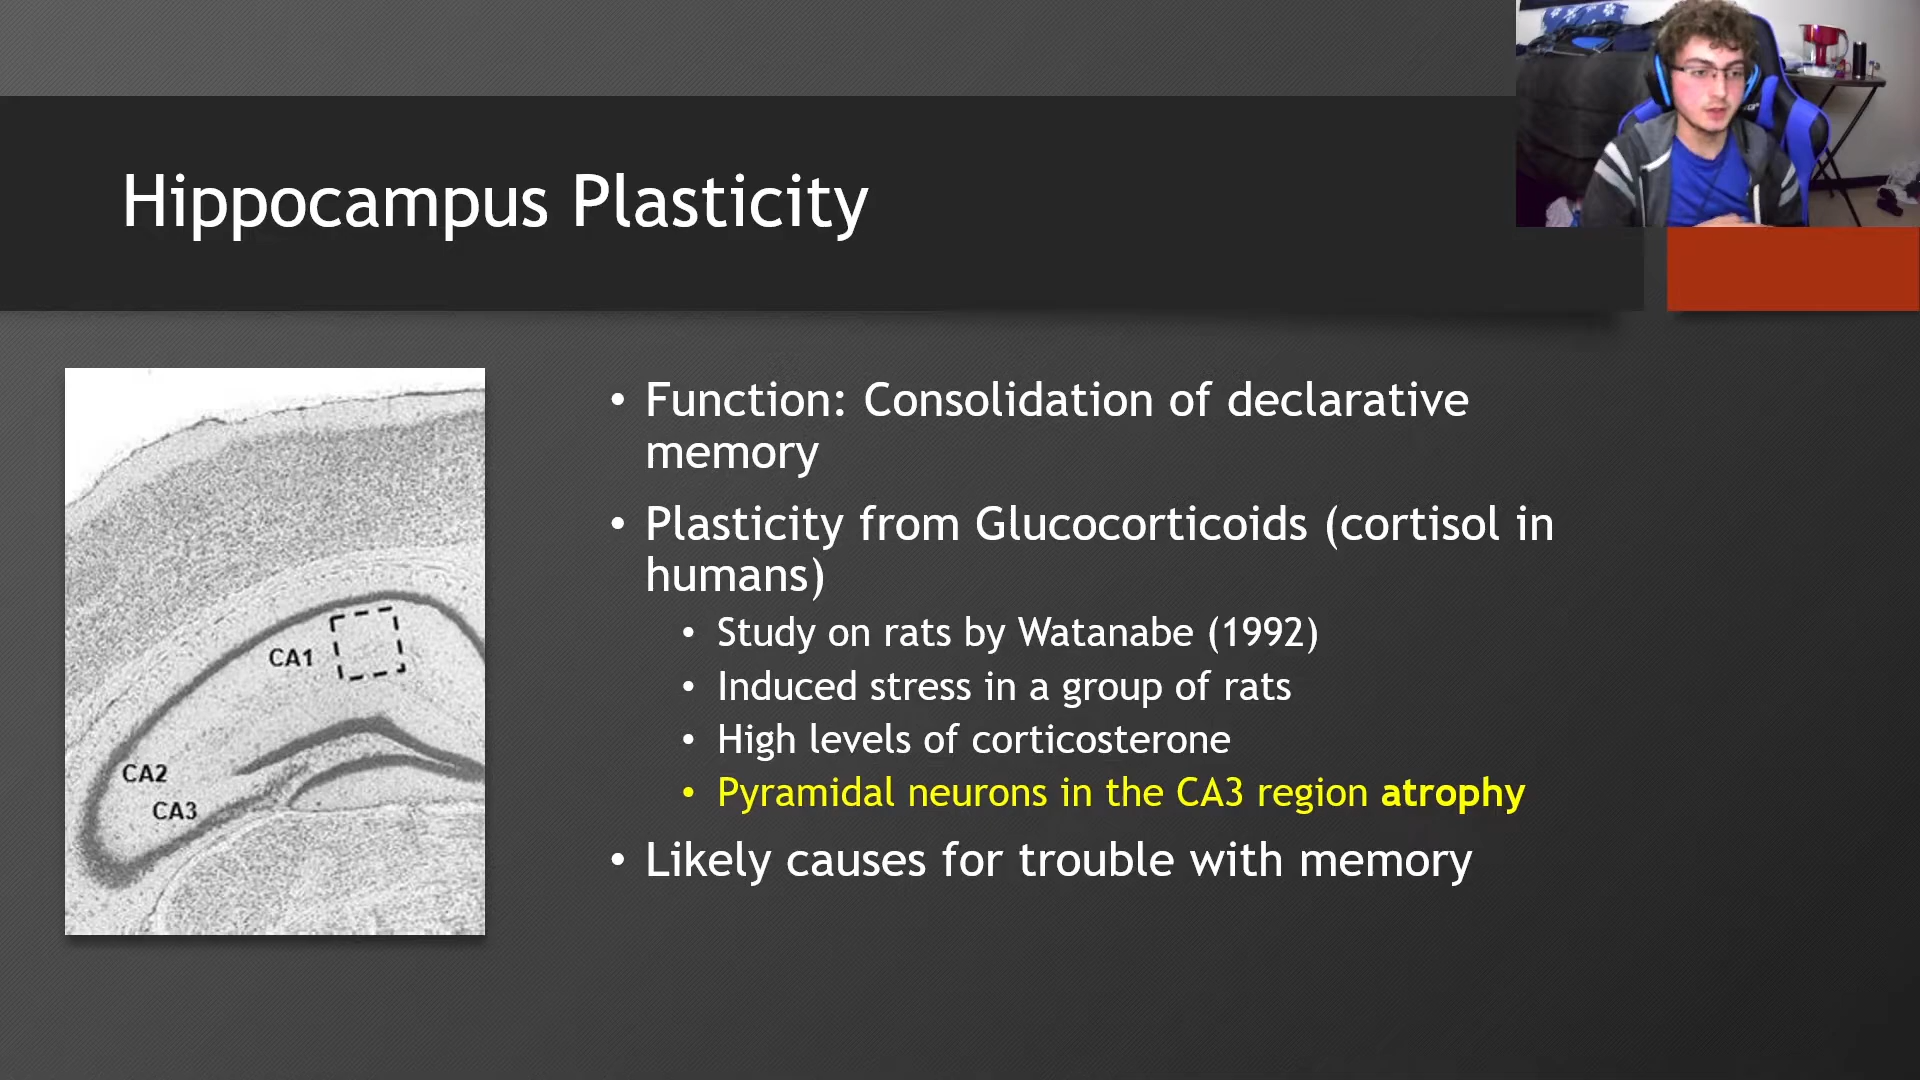 Hippocampus Plasticity
CA1
CA2
CA3
• Function: Consolidation of declarative
memory
• Plasticity from Glucocorticoids (cortisol in
humans)
• Study on rats by Watanabe (1992)
• Induced stress in a group of rats
• High levels of corticosterone
• Pyramidal neurons in the CA3 region atrophy
• Likely causes for trouble with memory